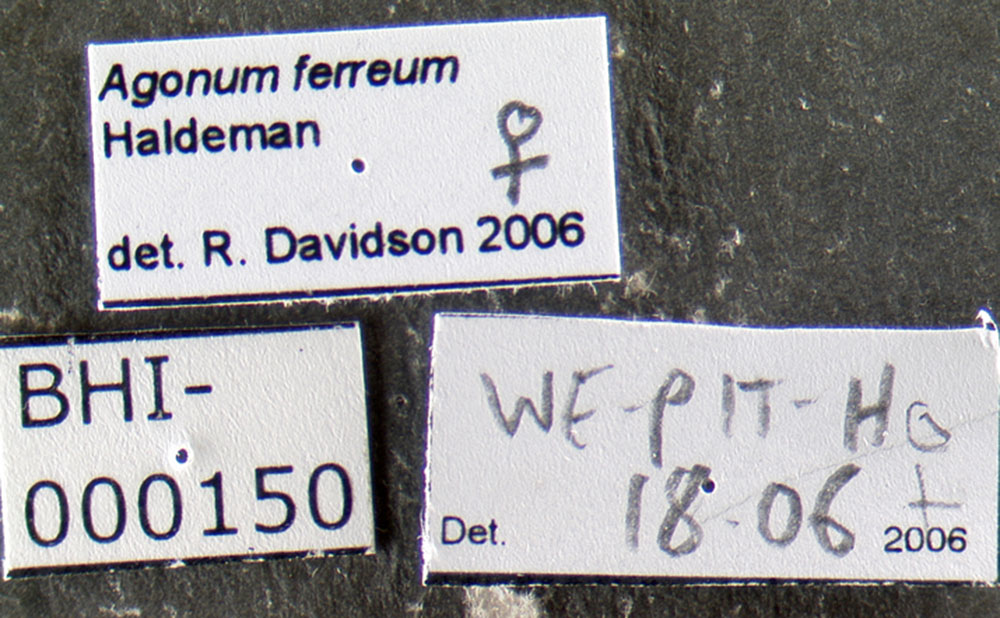 Agonum ferreum
Haldeman
♀
det. R. Davidson 2006
BHI-
000150
WE-PIT-H ♀
18-06
Det. 2006